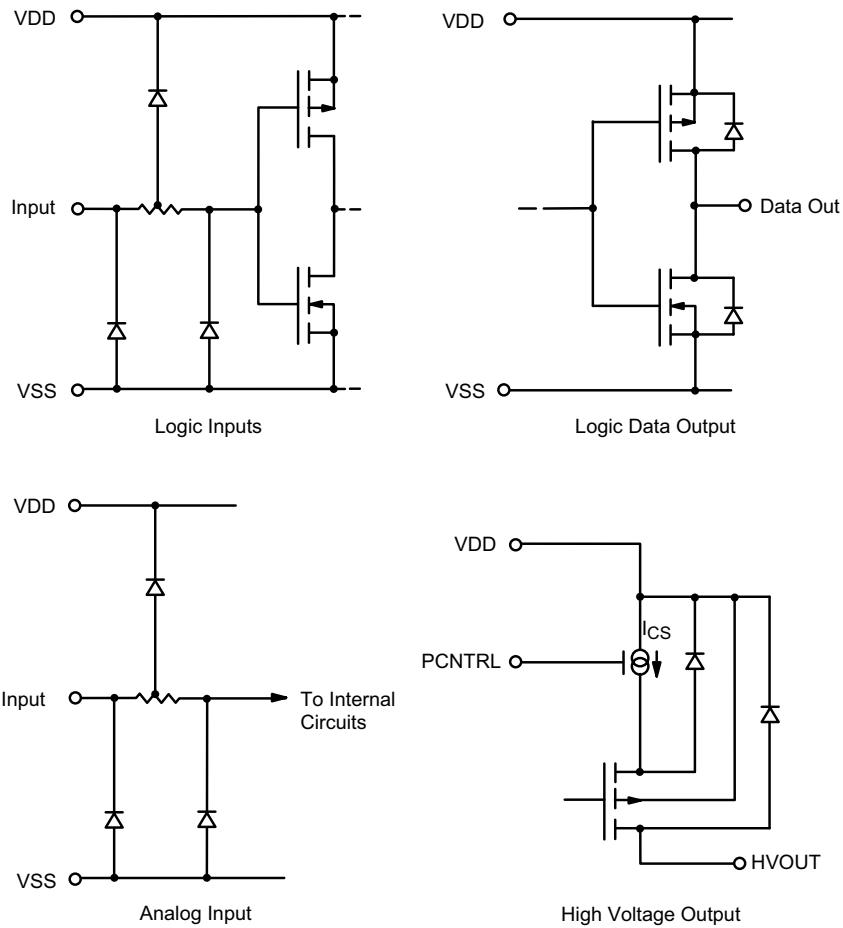 VDD
Input
VSS
Logic Inputs
VDD
Data Out
VSS
Logic Data Output
VDD
Input
To Internal
Circuits
VSS
Analog Input
VDD
ICS
PCNTRL
HVOUT
High Voltage Output